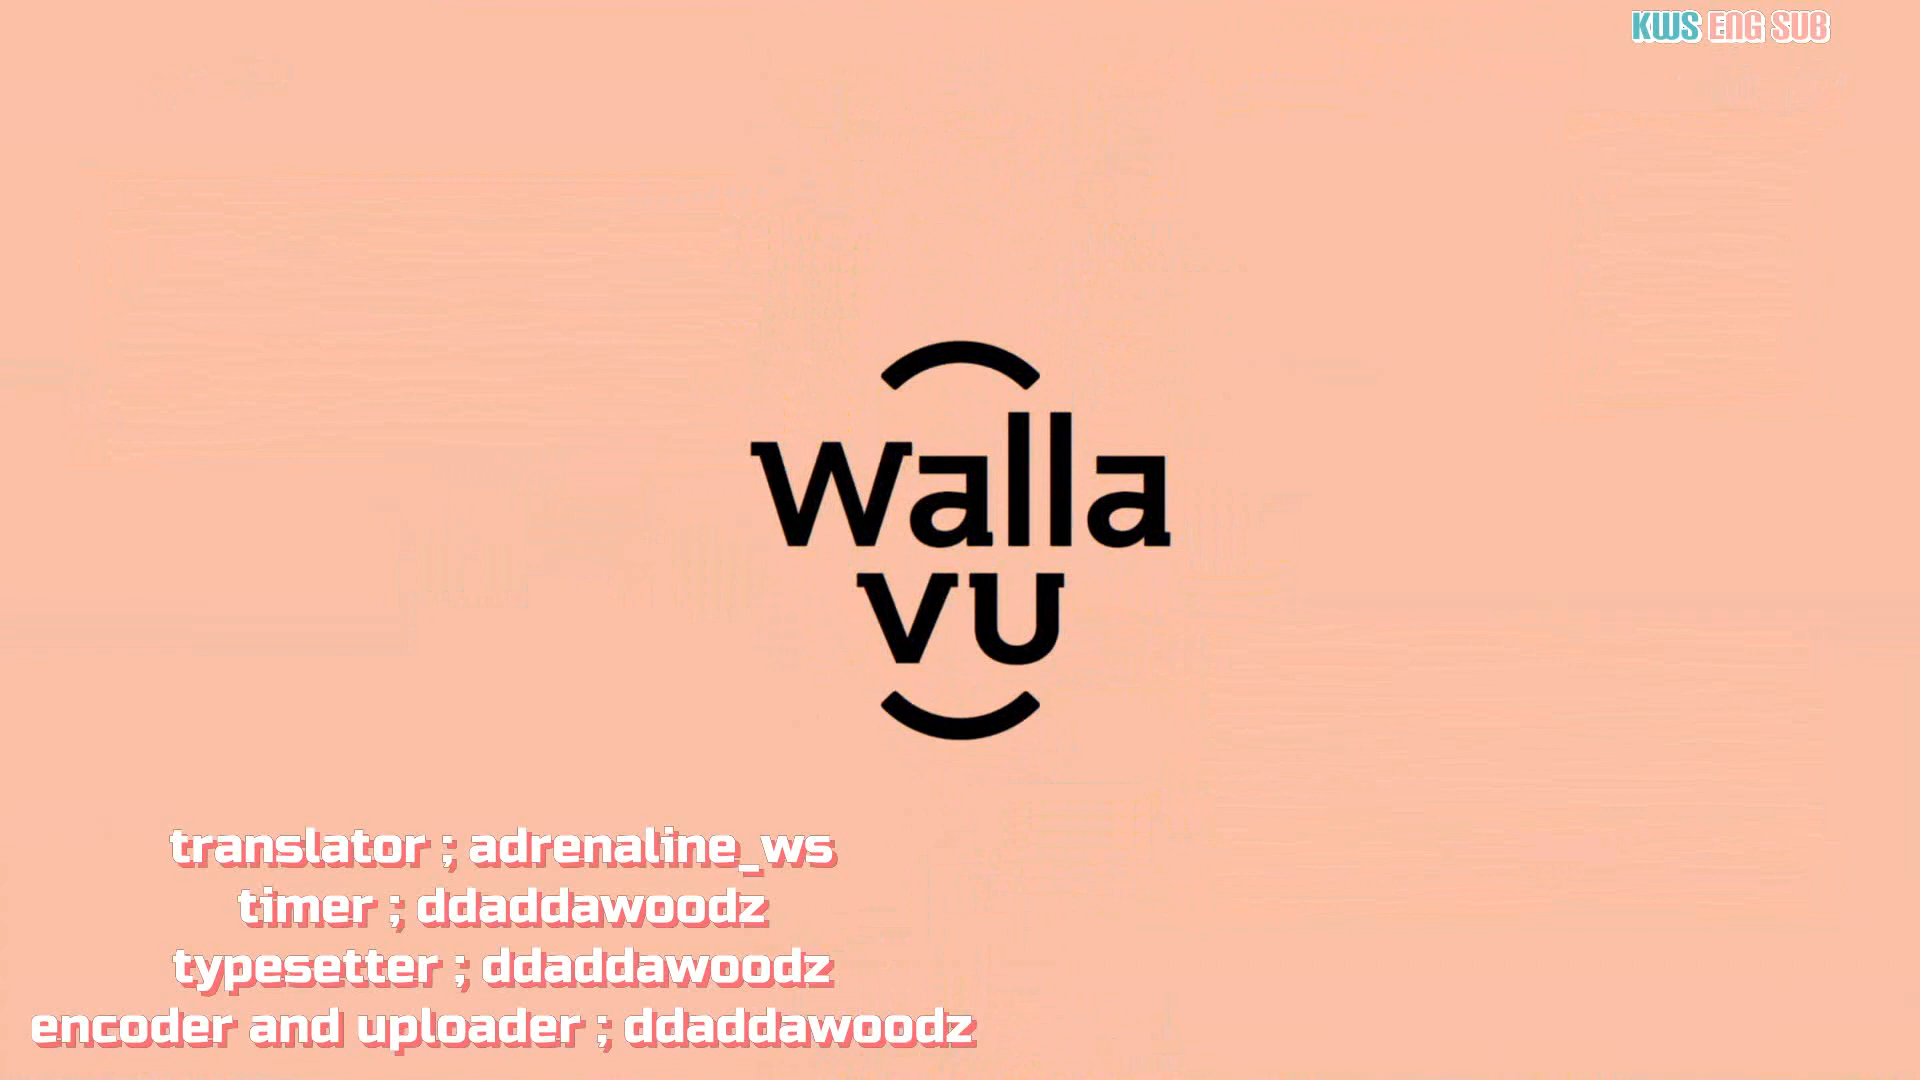 KWS ENG SUB
Walla
VU
translator ; adrenaline_ws
timer ; ddaddawoodz
typesetter ; ddaddawoodz
encoder and uploader ; ddaddawoodz